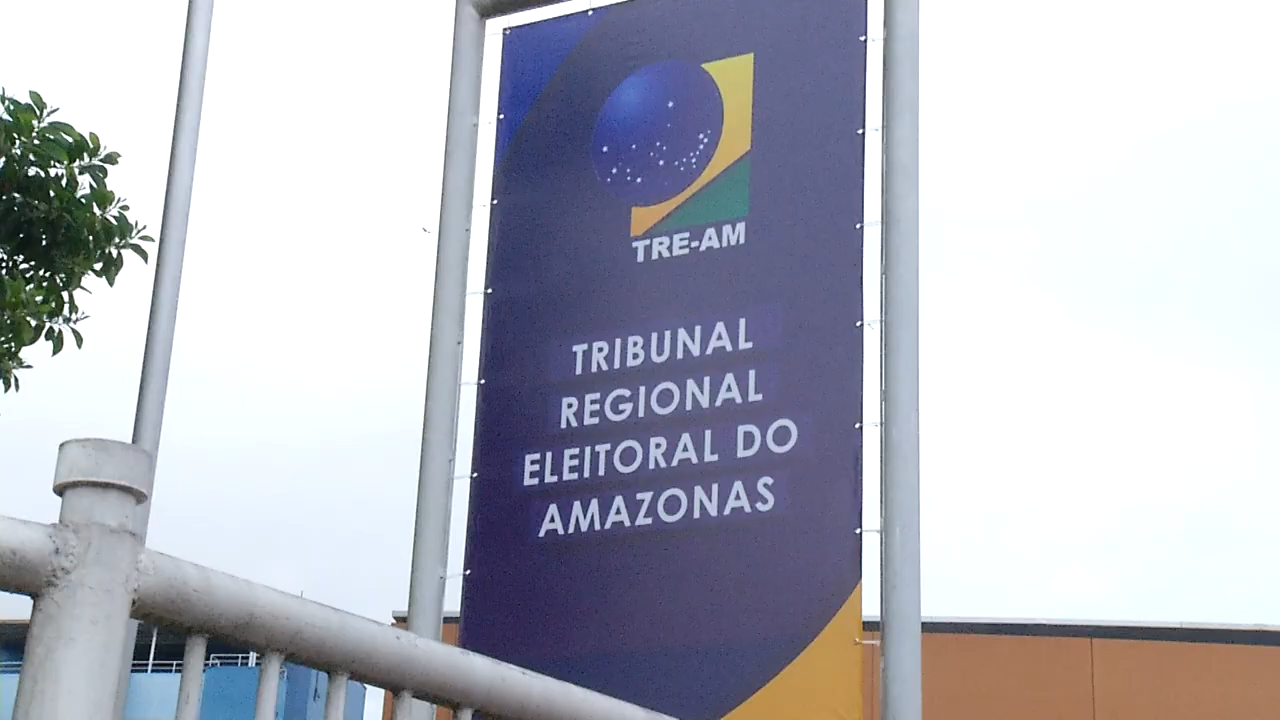 TRE-AM
TRIBUNAL
REGIONAL
ELEITORAL DO
AMAZONAS